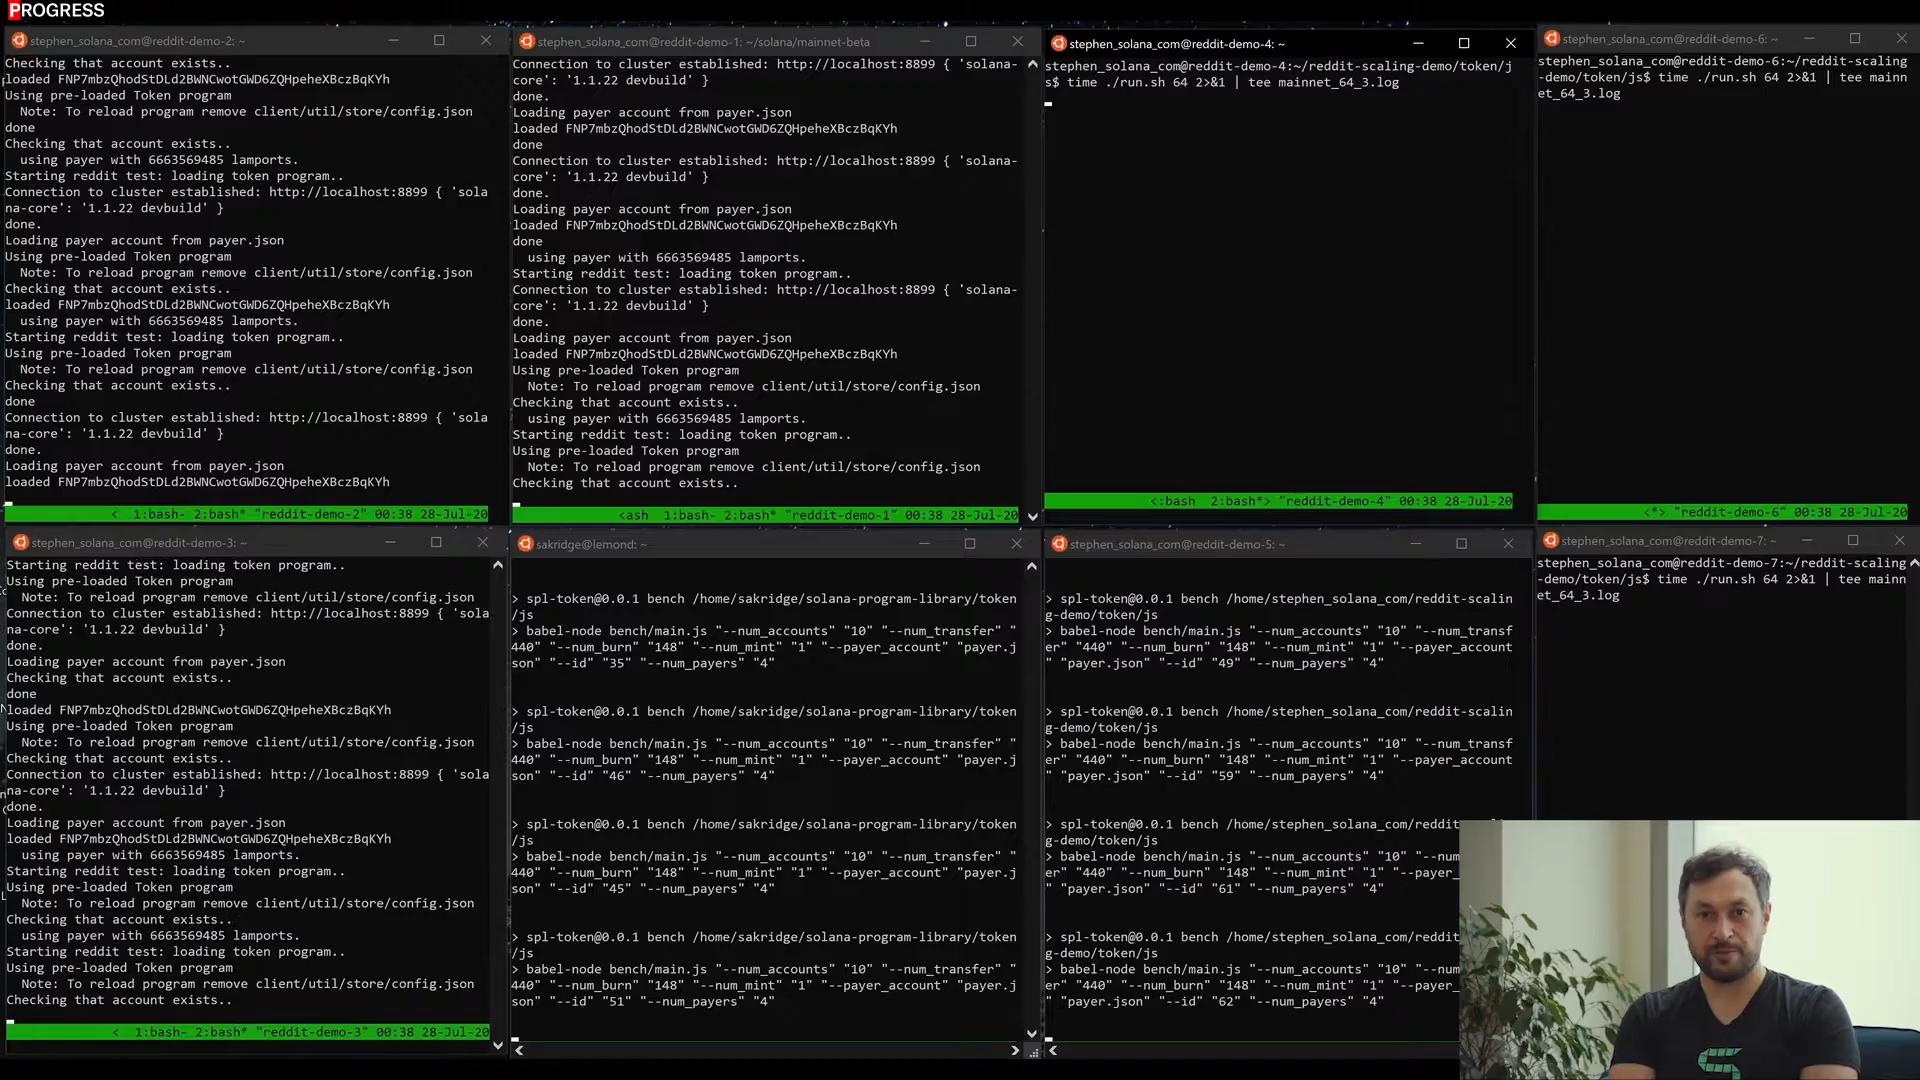 PROGRESS
stephen_solana_com@reddit-demo-2: ~
Checking that account exists..
loaded FNP7mbzQhodStDLd2BWNCwotGWD6ZQHpeheXBczBqKYh
Using pre-loaded Token program
Note: To reload program remove client/util/store/config.json
done
Checking that account exists..
using payer with 6663569485 lamports.
Starting reddit test: loading token program..
Connection to cluster established: http://localhost:8899 { 'sola
na-core': '1.1.22 devbuild' }
done.
Loading payer account from payer.json
Using pre-loaded Token program
Note: To reload program remove client/util/store/config.json
Checking that account exists..
loaded FNP7mbzQhodStDLd2BWNCwotGWD6ZQHpeheXBczBqKYh
using payer with 6663569485 lamports.
Starting reddit test: loading token program..
Using pre-loaded Token program
Note: To reload program remove client/util/store/config.json
Checking that account exists..
done
Connection to cluster established: http://localhost:8899 { 'sola
na-core': '1.1.22 devbuild' }
done.
Loading payer account from payer.json
loaded FNP7mbzQhodStDLd2BWNCwotGWD6ZQHpeheXBczBqKYh
< 1:bash- 2:bash* "reddit-demo-2" 00:38 28-Jul-20
stephen_solana_com@reddit-demo-1: ~/solana/mainnet-beta
Connection to cluster established: http://localhost:8899 { 'solana-
core': '1.1.22 devbuild' }
done.
Loading payer account from payer.json
loaded FNP7mbzQhodStDLd2BWNCwotGWD6ZQHpeheXBczBqKYh
done
Connection to cluster established: http://localhost:8899 { 'solana-
core': '1.1.22 devbuild' }
done.
Loading payer account from payer.json
loaded FNP7mbzQhodStDLd2BWNCwotGWD6ZQHpeheXBczBqKYh
done
using payer with 6663569485 lamports.
Starting reddit test: loading token program..
Connection to cluster established: http://localhost:8899 { 'solana-
core': '1.1.22 devbuild' }
done.
Loading payer account from payer.json
loaded FNP7mbzQhodStDLd2BWNCwotGWD6ZQHpeheXBczBqKYh
Using pre-loaded Token program
Note: To reload program remove client/util/store/config.json
Checking that account exists..
using payer with 6663569485 lamports.
Starting reddit test: loading token program..
Using pre-loaded Token program
Note: To reload program remove client/util/store/config.json
Checking that account exists..
<ash 1:bash- 2:bash* "reddit-demo-1" 00:38 28-Jul-20
stephen_solana_com@reddit-demo-4: ~
stephen_solana_com@reddit-demo-4:~/reddit-scaling-demo/token/j
s$ time ./run.sh 64 2>&1 | tee mainnet_64_3.log
<:bash 2:bash*> "reddit-demo-4" 00:38 28-Jul-20
stephen_solana_com@reddit-demo-6: ~
stephen_solana_com@reddit-demo-6:~/reddit-scaling
-demo/token/js$ time ./run.sh 64 2>&1 | tee mainn
et_64_3.log
<*> "reddit-demo-6" 00:38 28-Jul-20
stephen_solana_com@reddit-demo-3: ~
Starting reddit test: loading token program..
Using pre-loaded Token program
Note: To reload program remove client/util/store/config.json
Connection to cluster established: http://localhost:8899 { 'sola
na-core': '1.1.22 devbuild' }
done.
Loading payer account from payer.json
Checking that account exists..
done
loaded FNP7mbzQhodStDLd2BWNCwotGWD6ZQHpeheXBczBqKYh
Using pre-loaded Token program
Note: To reload program remove client/util/store/config.json
Checking that account exists..
Connection to cluster established: http://localhost:8899 { 'sola
na-core': '1.1.22 devbuild' }
done.
Loading payer account from payer.json
loaded FNP7mbzQhodStDLd2BWNCwotGWD6ZQHpeheXBczBqKYh
using payer with 6663569485 lamports.
Starting reddit test: loading token program..
Using pre-loaded Token program
Note: To reload program remove client/util/store/config.json
Checking that account exists..
using payer with 6663569485 lamports.
Starting reddit test: loading token program..
Using pre-loaded Token program
Note: To reload program remove client/util/store/config.json
Checking that account exists..
< 1:bash- 2:bash* "reddit-demo-3" 00:38 28-Jul-20
sakridge@lemond: ~
> spl-token@0.0.1 bench /home/sakridge/solana-program-library/token
/js
> babel-node bench/main.js "--num_accounts" "10" "--num_transfer" "
440" "--num_burn" "148" "--num_mint" "1" "--payer_account" "payer.j
son" "--id" "35" "--num_payers" "4"
> spl-token@0.0.1 bench /home/sakridge/solana-program-library/token
/js
> babel-node bench/main.js "--num_accounts" "10" "--num_transfer" "
440" "--num_burn" "148" "--num_mint" "1" "--payer_account" "payer.j
son" "--id" "46" "--num_payers" "4"
> spl-token@0.0.1 bench /home/sakridge/solana-program-library/token
/js
> babel-node bench/main.js "--num_accounts" "10" "--num_transfer" "
440" "--num_burn" "148" "--num_mint" "1" "--payer_account" "payer.j
son" "--id" "45" "--num_payers" "4"
> spl-token@0.0.1 bench /home/sakridge/solana-program-library/token
/js
> babel-node bench/main.js "--num_accounts" "10" "--num_transfer" "
440" "--num_burn" "148" "--num_mint" "1" "--payer_account" "payer.j
son" "--id" "51" "--num_payers" "4"
stephen_solana_com@reddit-demo-5: ~
> spl-token@0.0.1 bench /home/stephen_solana_com/reddit-scalin
g-demo/token/js
> babel-node bench/main.js "--num_accounts" "10" "--num_transf
er" "440" "--num_burn" "148" "--num_mint" "1" "--payer_account
" "payer.json" "--id" "49" "--num_payers" "4"
> spl-token@0.0.1 bench /home/stephen_solana_com/reddit-scalin
g-demo/token/js
> babel-node bench/main.js "--num_accounts" "10" "--num_transf
er" "440" "--num_burn" "148" "--num_mint" "1" "--payer_account
" "payer.json" "--id" "59" "--num_payers" "4"
> spl-token@0.0.1 bench /home/stephen_solana_com/reddit
g-demo/token/js
> babel-node bench/main.js "--num_accounts" "10" "--num
er" "440" "--num_burn" "148" "--num_mint" "1" "--payer_
" "payer.json" "--id" "61" "--num_payers" "4"
> spl-token@0.0.1 bench /home/stephen_solana_com/reddit
g-demo/token/js
> babel-node bench/main.js "--num_accounts" "10" "--num
er" "440" "--num_burn" "148" "--num_mint" "1" "--payer_
" "payer.json" "--id" "62" "--num_payers" "4"
stephen_solana_com@reddit-demo-7: ~
stephen_solana_com@reddit-demo-7:~/reddit-scaling
-demo/token/js$ time ./run.sh 64 2>&1 | tee mainn
et_64_3.log